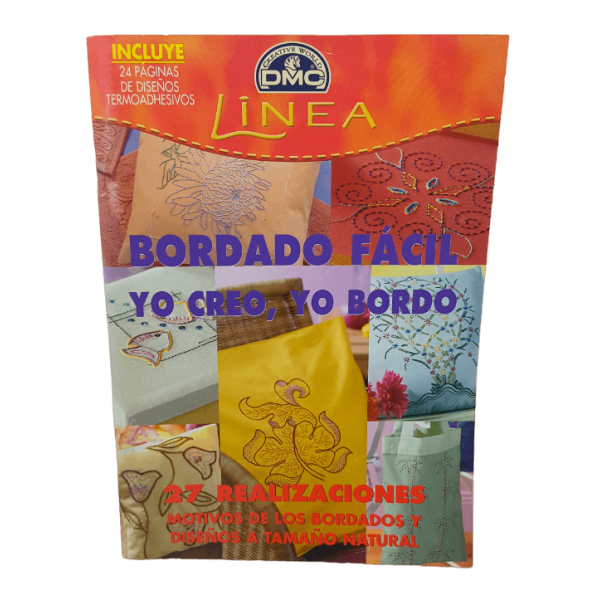 INCLUYE
24 PÁGINAS
DE DISEÑOS
TERMOADHESIVOS
CREATIVE WORLD
DMC
LINEA
BORDADO FÁCIL
YO CREO, YO BORDO
27 REALIZACIONES
MOTIVOS DE LOS BORDADOS Y
DISEÑOS A TAMAÑO NATURAL